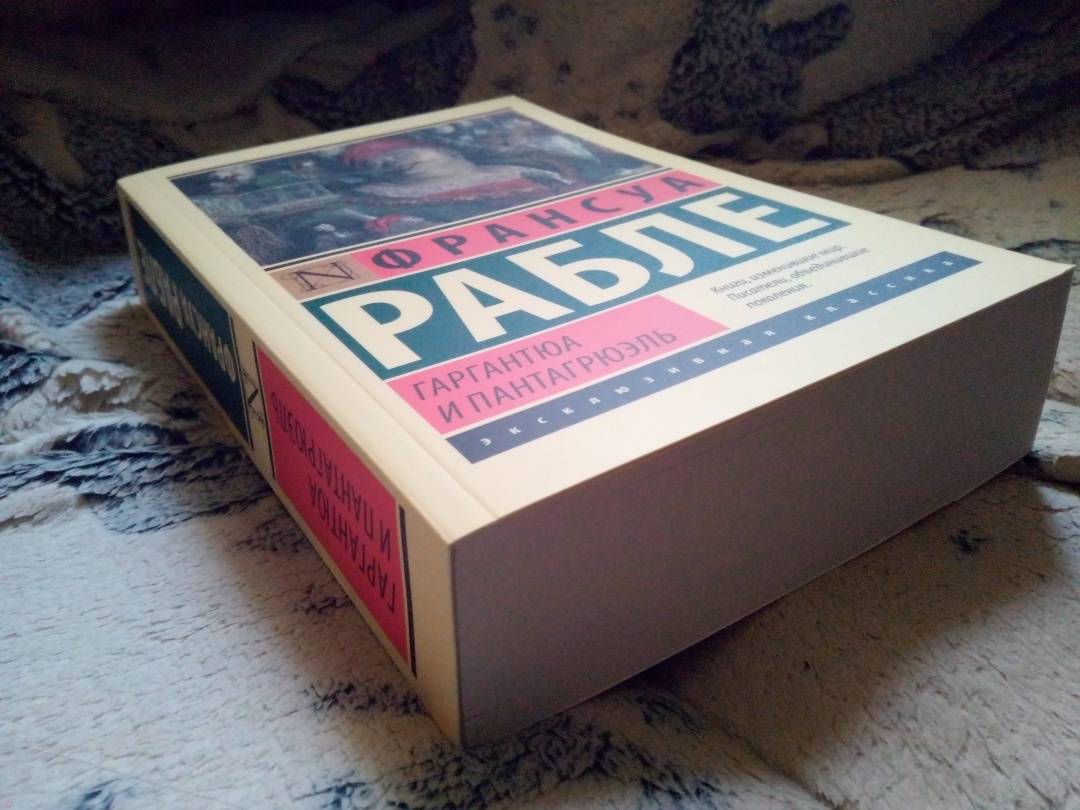 ФРАНСУА
РАБЛЕ
ГАРГАНТЮА
И ПАНТАГРЮЭЛЬ
Книги, изменившие мир.
Писатели, объединившие
поколения.
эксклюзивная классика
N
ГАРГАНТЮА
И ПАНТАГРЮЭЛЬ